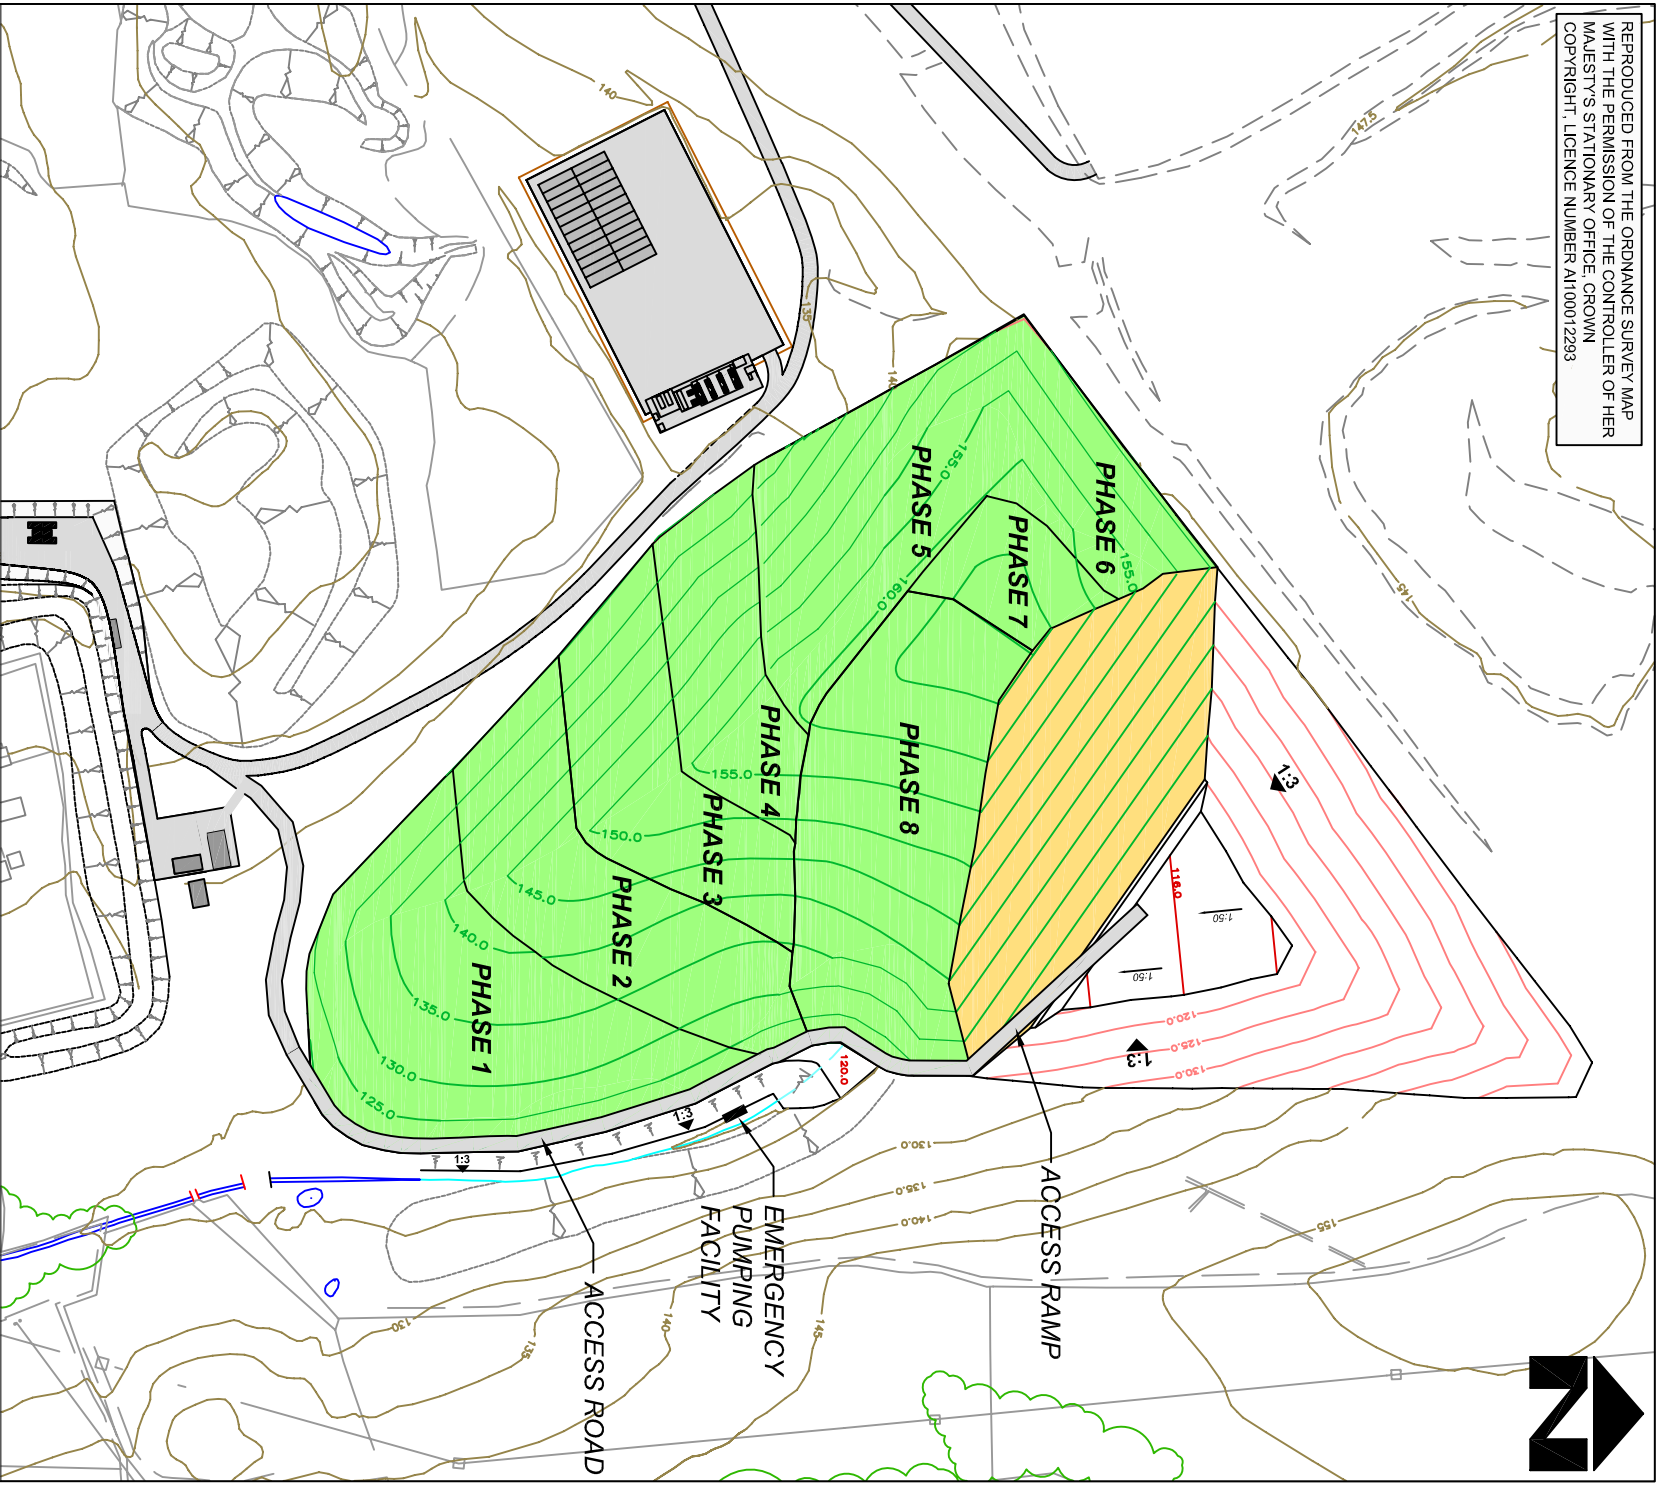 REPRODUCED FROM THE ORDNANCE SURVEY MAP
WITH THE PERMISSION OF THE CONTROLLER OF HER
MAJESTY'S STATIONARY OFFICE, CROWN
COPYRIGHT, LICENCE NUMBER Al100012293
147.5
145
140
135
140
PHASE 6
155.0
PHASE 5
155.0
PHASE 7
160.0
PHASE 8
PHASE 4
155.0
PHASE 3
150.0
PHASE 2
145.0
140.0
PHASE 1
135.0
130.0
125.0
1:3
116.0
1:50
1:50
120.0
125.0
130.0
1:3
120.0
1:3
1:3
130.0
135.0
140.0
155
ACCESS RAMP
EMERGENCY
PUMPING
FACILITY
ACCESS ROAD
145
140
135
130
N